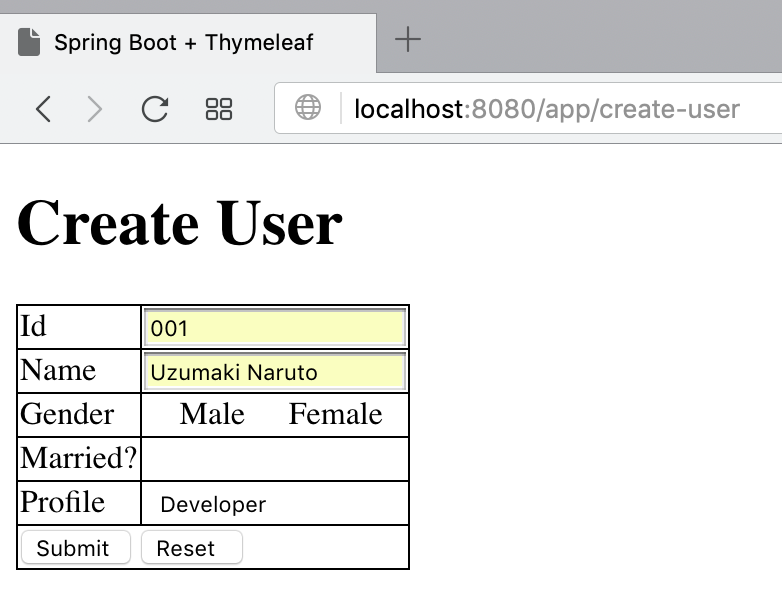 Spring Boot + Thymeleaf
localhost:8080/app/create-user
Create User
Id 001
Name Uzumaki Naruto
Gender Male Female
Married?
Profile Developer
Submit Reset